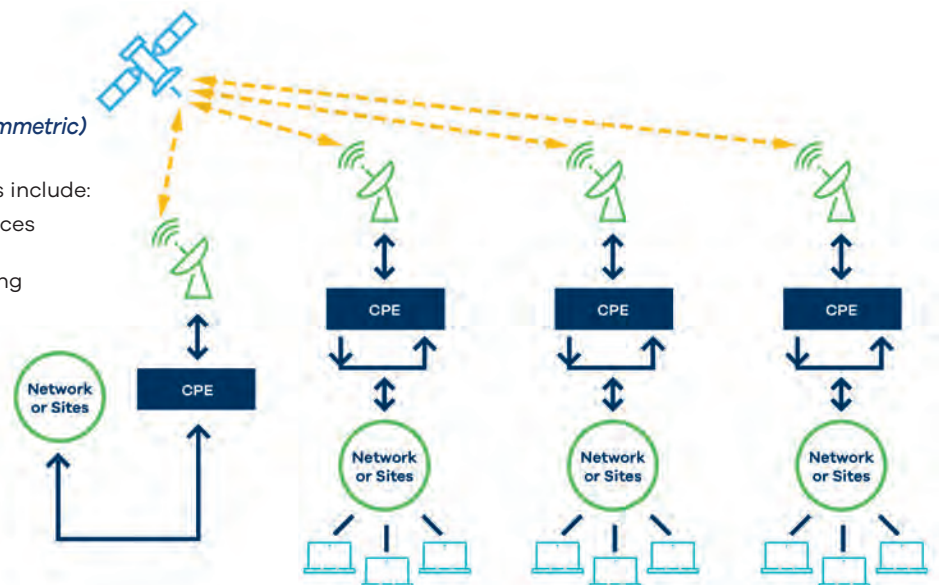 mmetric)
s include:
ces
ng
CPE
CPE
CPE
CPE
Network
or Sites
Network
or Sites
Network
or Sites
Network
or Sites